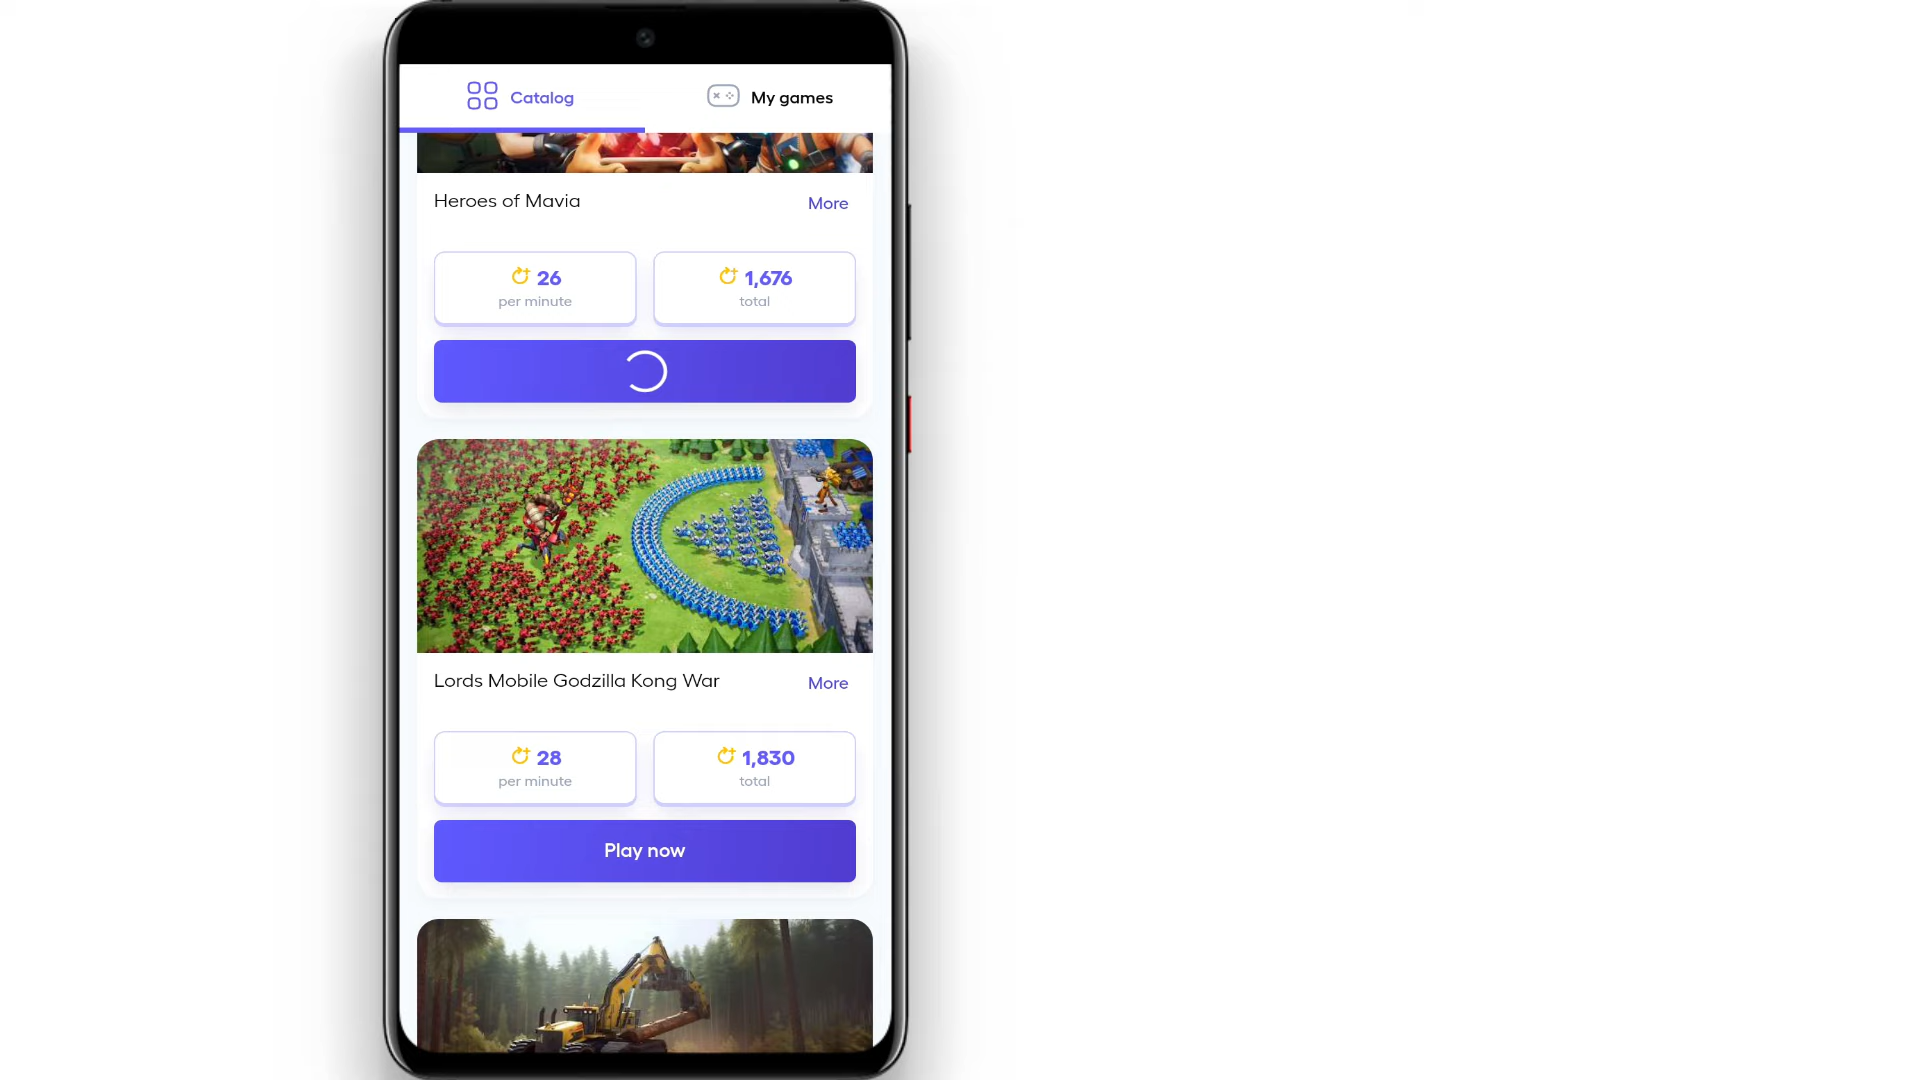 Catalog
My games
Heroes of Mavia
More
26
per minute
1,676
total
Lords Mobile Godzilla Kong War
More
28
per minute
1,830
total
Play now